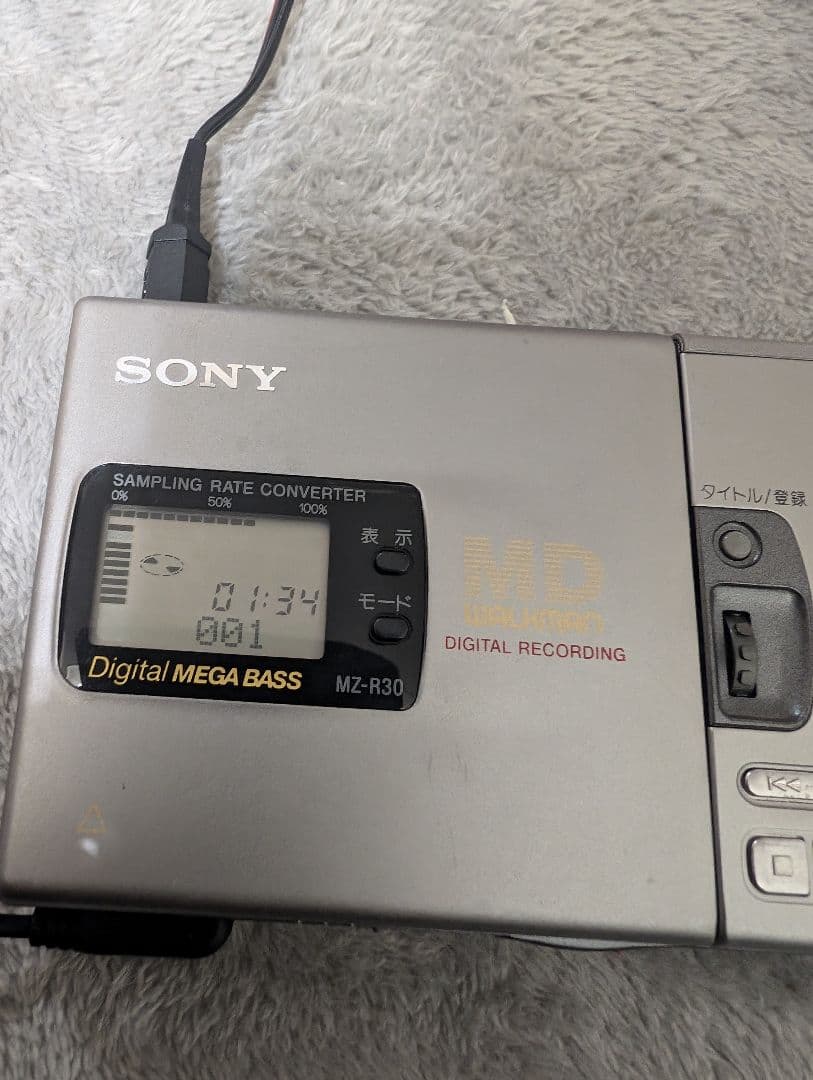 SONY
SAMPLING RATE CONVERTER
0% 50% 100%
表 示
01:34
モード
001
Digital MEGA BASS
MZ-R30
MD
WALKMAN
DIGITAL RECORDING
タイトル/登録